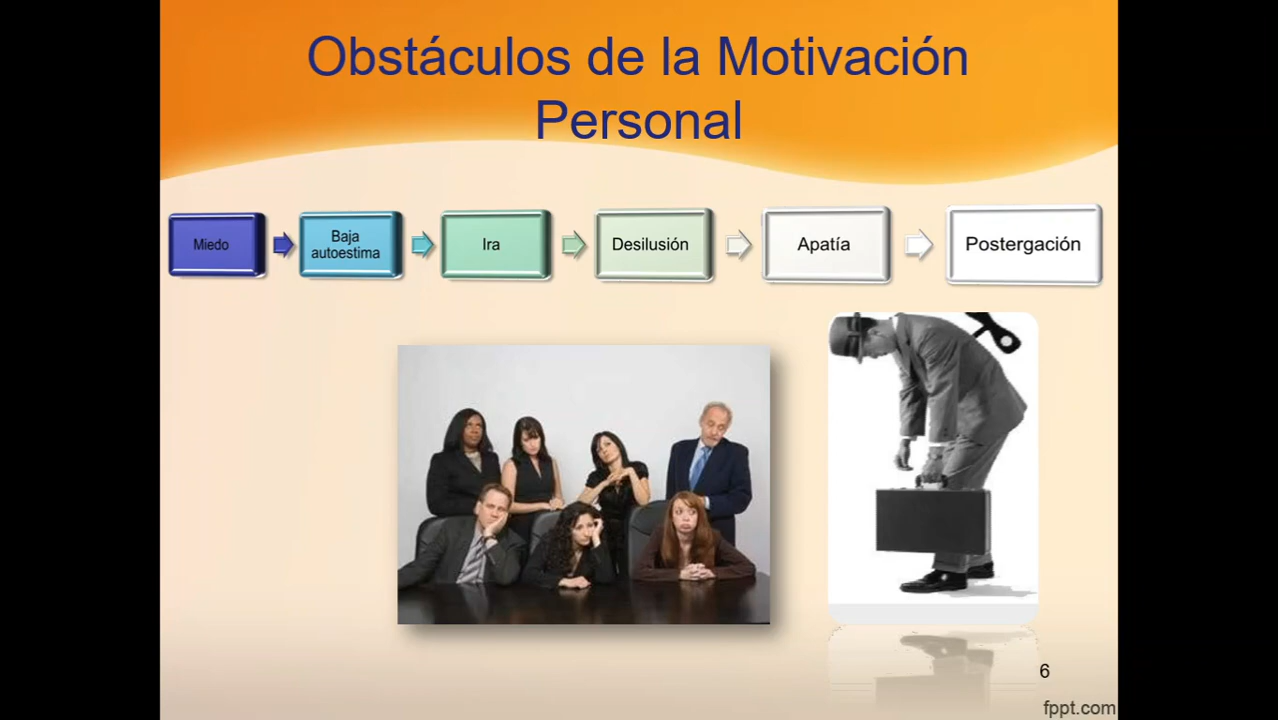 Obstáculos de la Motivación
Personal
Miedo
Baja
autoestima
Ira
Desilusión
Apatía
Postergación
6
fppt.com